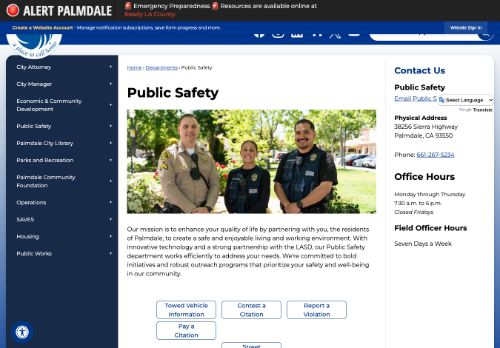 ALERT PALMDALE
🚨 Emergency Preparedness 🚨 Resources are available online at
Ready LA County.
Create a Website Account - Manage notification subscriptions, save form progress and more.
Website Sign In
a place to call home
City Attorney
City Manager
Economic & Community
Development
Public Safety
Palmdale City Library
Parks and Recreation
Palmdale Community
Foundation
Operations
SAVES
Housing
Public Works
Home › Departments › Public Safety
Public Safety
Our mission is to enhance your quality of life by partnering with you, the residents
of Palmdale, to create a safe and enjoyable living and working environment. With
innovative technology and a strong partnership with the LASD, our Public Safety
department works efficiently to address your needs. We're committed to bold
initiatives and robust outreach programs that prioritize your safety and well-being
in our community.
Towed Vehicle
Information
Contest a
Citation
Report a
Violation
Pay a
Citation
Street
Contact Us
Public Safety
Email Public S
Select Language
Google Translate
Physical Address
38256 Sierra Highway
Palmdale, CA 93550
Phone: 661-267-5234
Office Hours
Monday through Thursday
7:30 a.m. to 6 p.m.
Closed Fridays
Field Officer Hours
Seven Days a Week